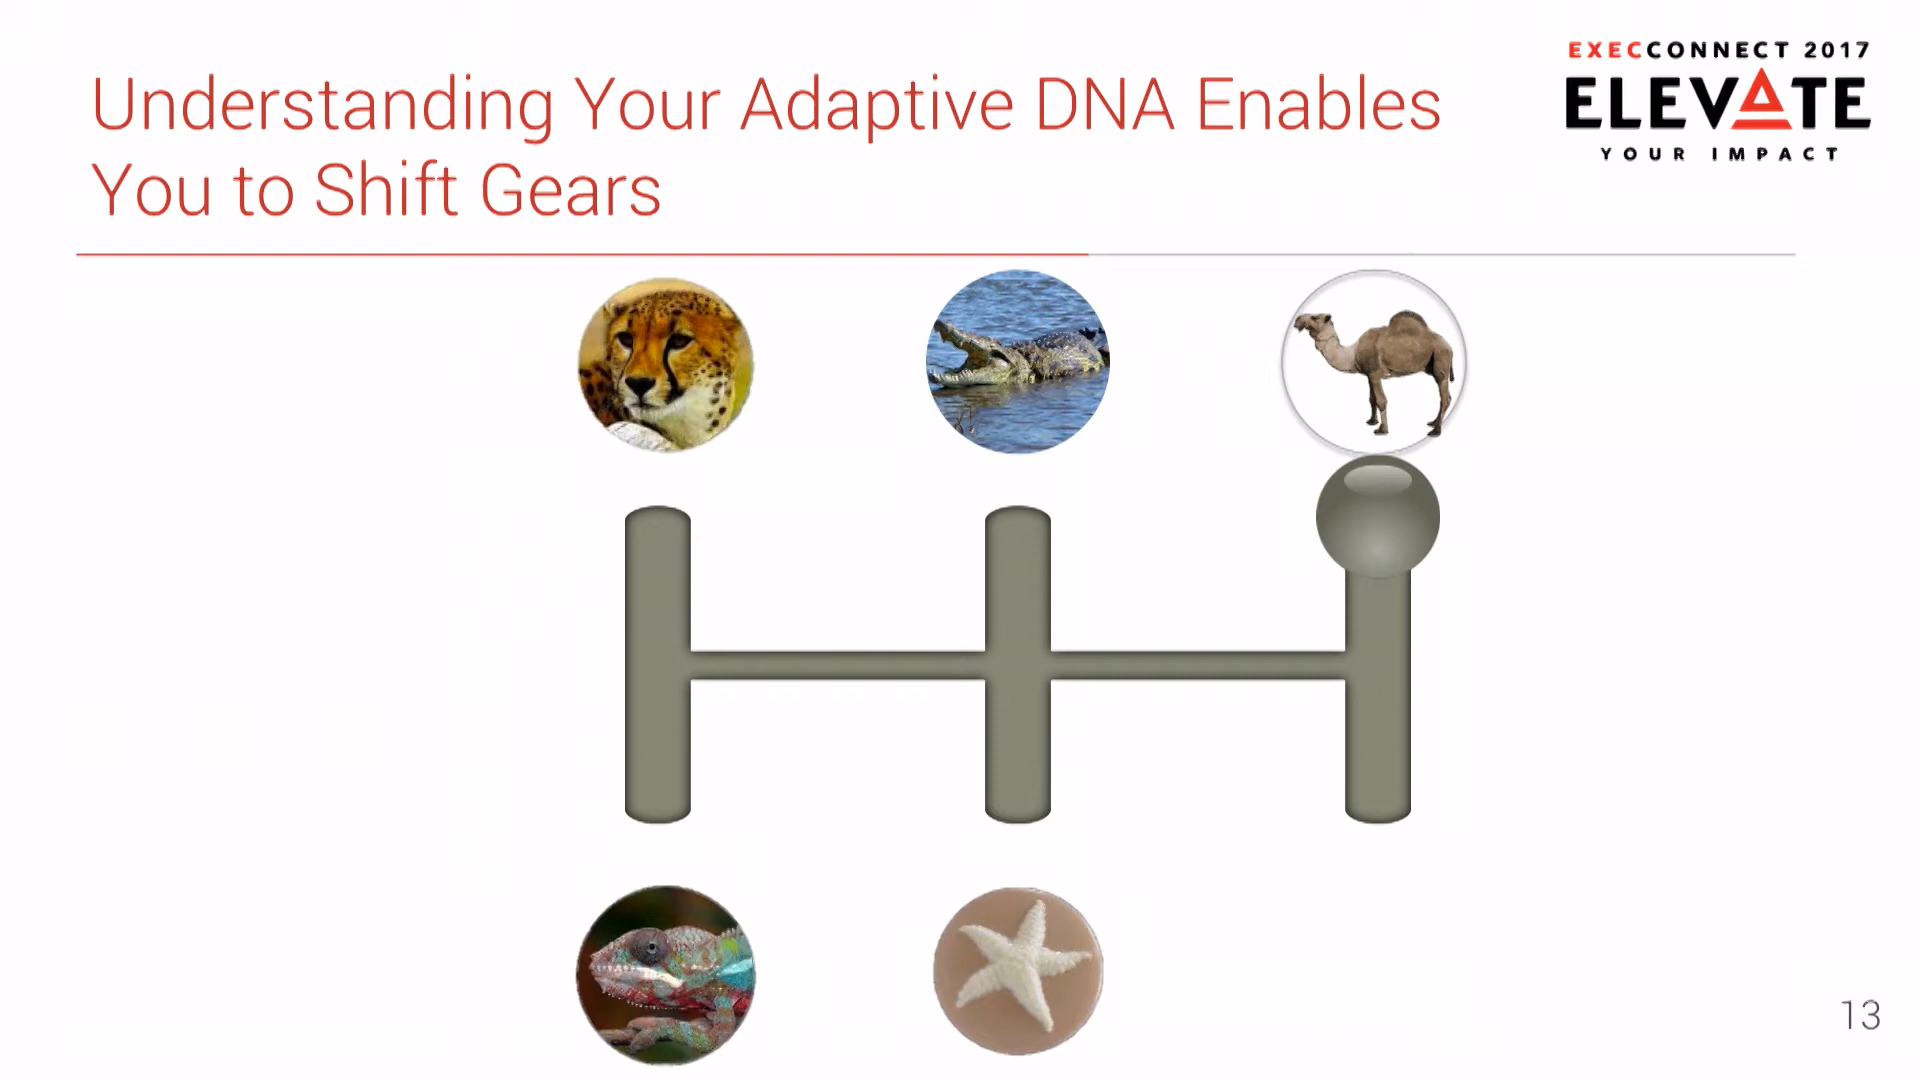 EXECCONNECT 2017
ELEVATE
YOUR IMPACT
Understanding Your Adaptive DNA Enables
You to Shift Gears
13